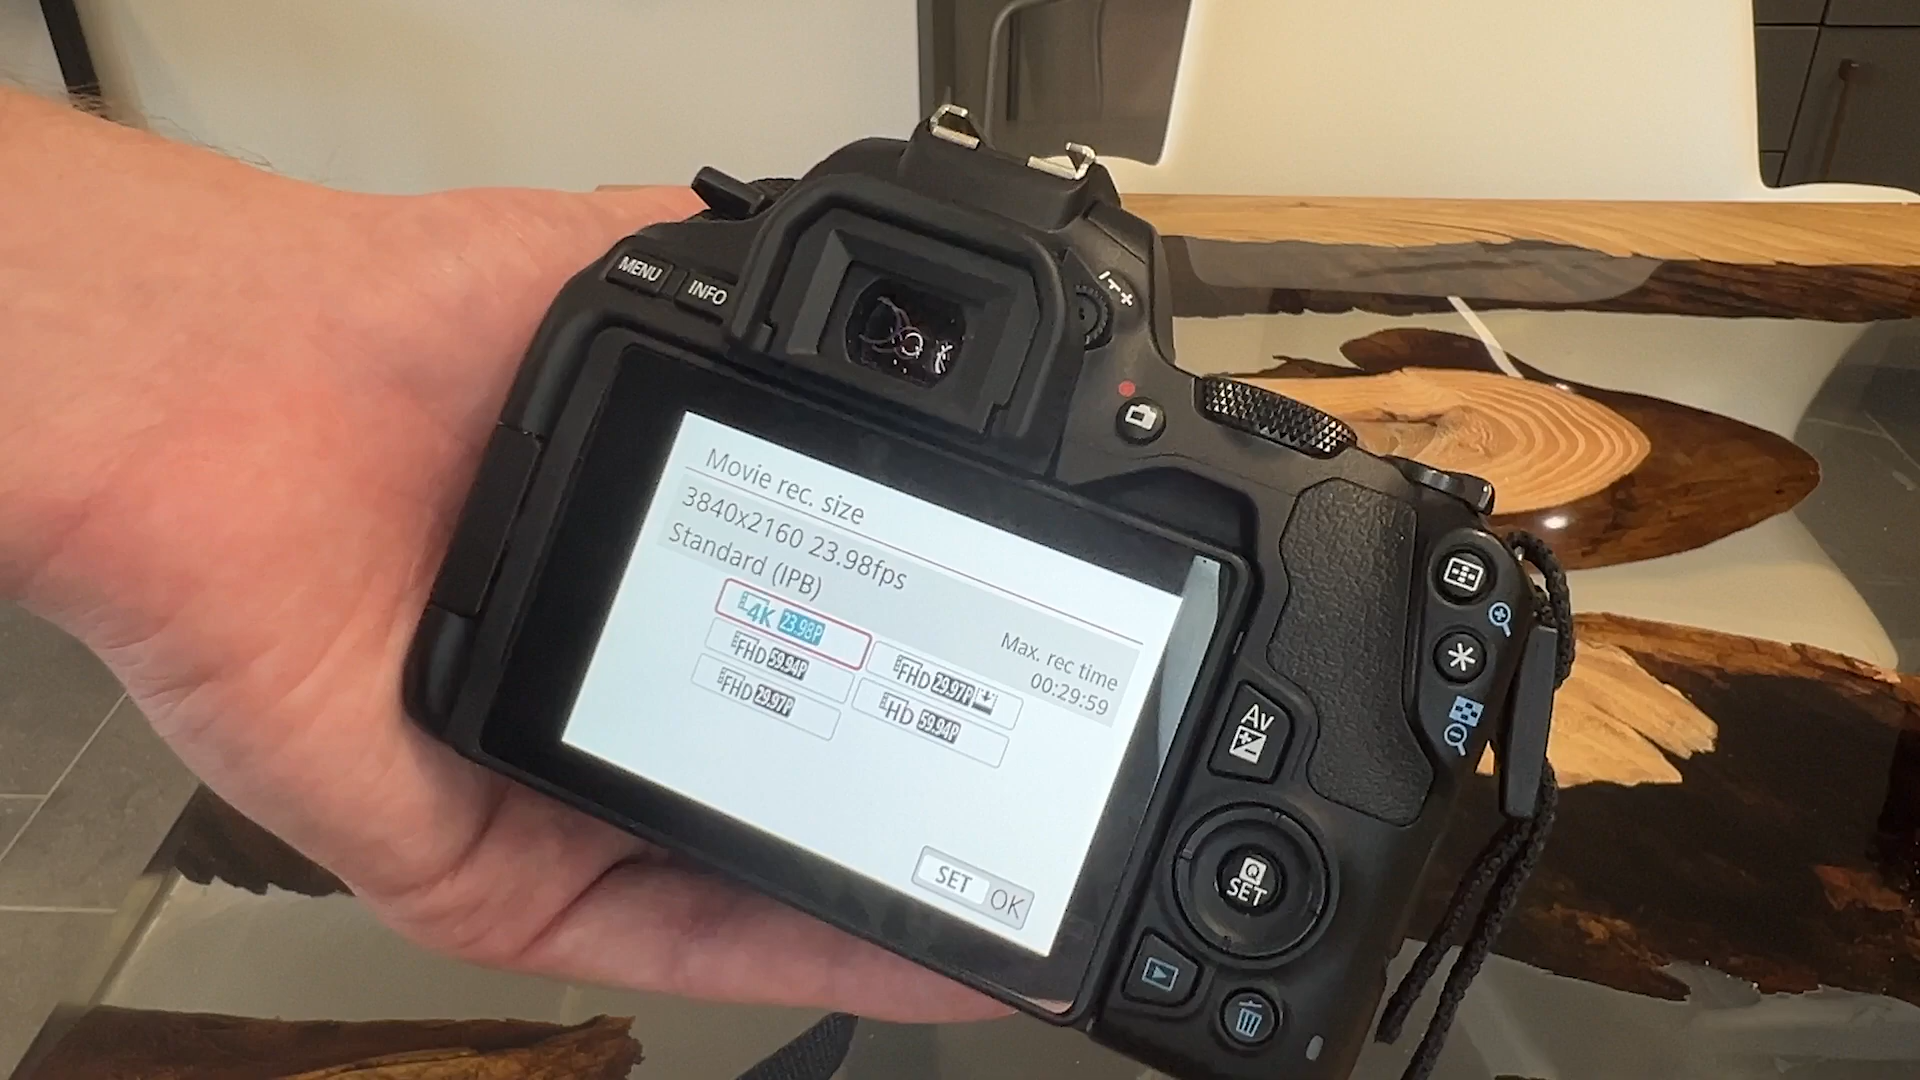 MENU
INFO
Movie rec. size
3840x2160 23.98fps
Standard (IPB)
Max. rec time
00:29:59
4K 23.98P
FHD 59.94P
FHD 29.97P
FHD 29.97P
HD 59.94P
SET OK
Av
Q
SET